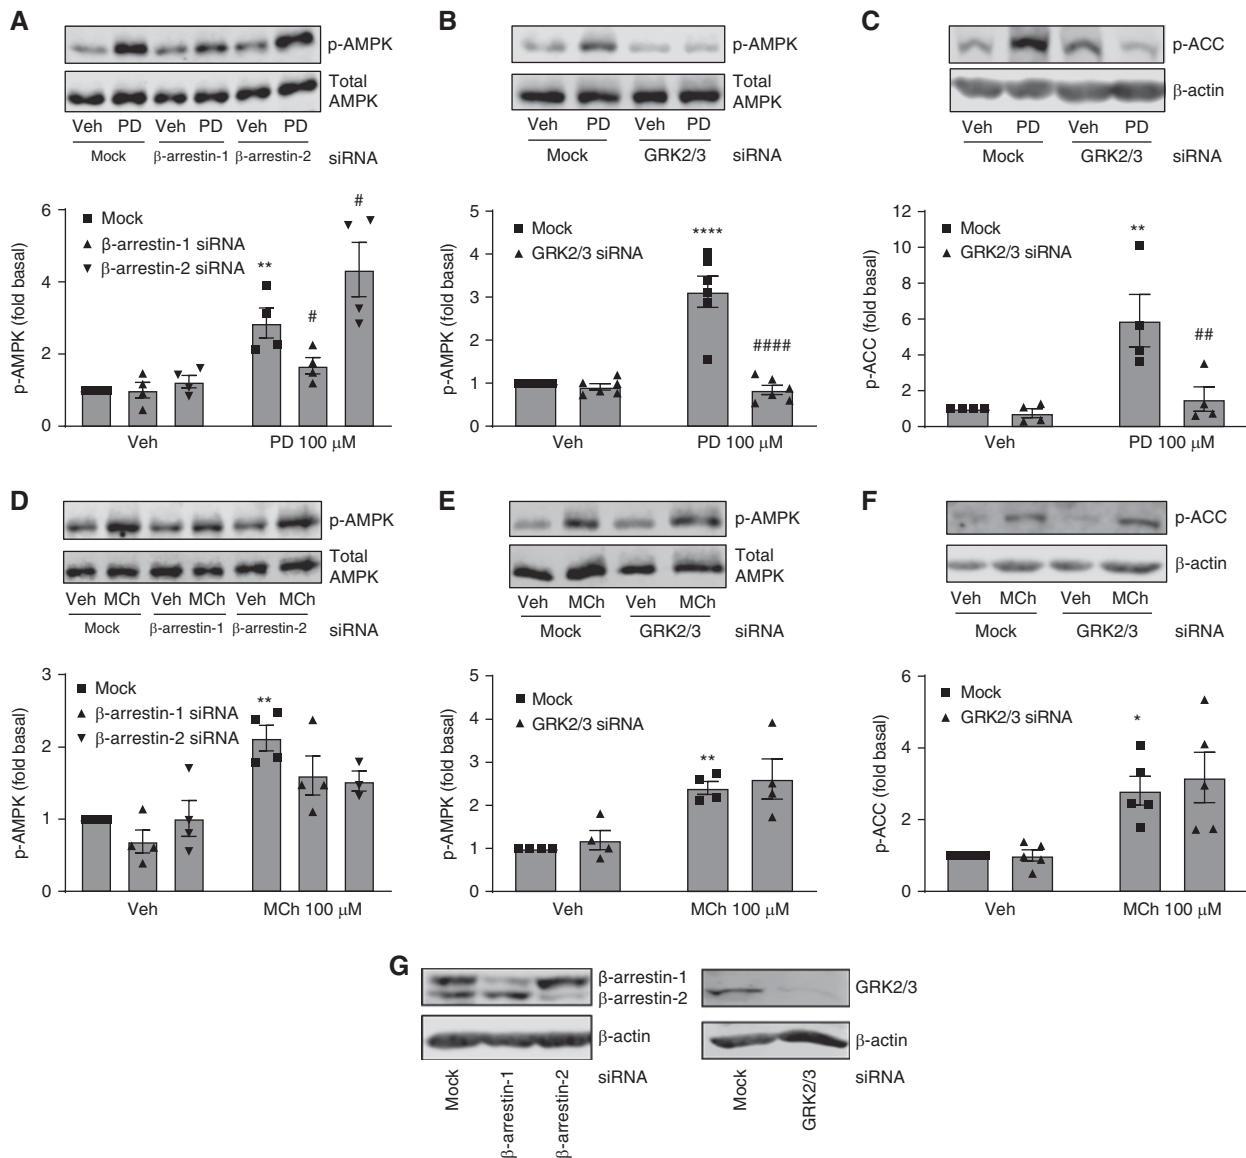 A
p-AMPK
Total
AMPK
Veh PD Veh PD Veh PD
Mock β-arrestin-1 β-arrestin-2 siRNA
p-AMPK (fold basal)
6
4
2
0
Mock
β-arrestin-1 siRNA
β-arrestin-2 siRNA
** # #
Veh PD 100 μM
B
p-AMPK
Total
AMPK
Veh PD Veh PD
Mock GRK2/3 siRNA
p-AMPK (fold basal)
5
4
3
2
1
0
Mock
GRK2/3 siRNA
****
####
Veh PD 100 μM
C
p-ACC
β-actin
Veh PD Veh PD
Mock GRK2/3 siRNA
p-ACC (fold basal)
12
10
8
6
4
2
0
Mock
GRK2/3 siRNA
**
##
Veh PD 100 μM
D
p-AMPK
Total
AMPK
Veh MCh Veh MCh Veh MCh
Mock β-arrestin-1 β-arrestin-2 siRNA
p-AMPK (fold basal)
3
2
1
0
Mock
β-arrestin-1 siRNA
β-arrestin-2 siRNA
**
Veh MCh 100 μM
E
p-AMPK
Total
AMPK
Veh MCh Veh MCh
Mock GRK2/3 siRNA
p-AMPK (fold basal)
5
4
3
2
1
0
Mock
GRK2/3 siRNA
**
Veh MCh 100 μM
F
p-ACC
β-actin
Veh MCh Veh MCh
Mock GRK2/3 siRNA
p-ACC (fold basal)
6
4
2
0
Mock
GRK2/3 siRNA
*
Veh MCh 100 μM
G
β-arrestin-1
β-arrestin-2
β-actin
Mock β-arrestin-1 β-arrestin-2 siRNA
GRK2/3
β-actin
Mock GRK2/3 siRNA